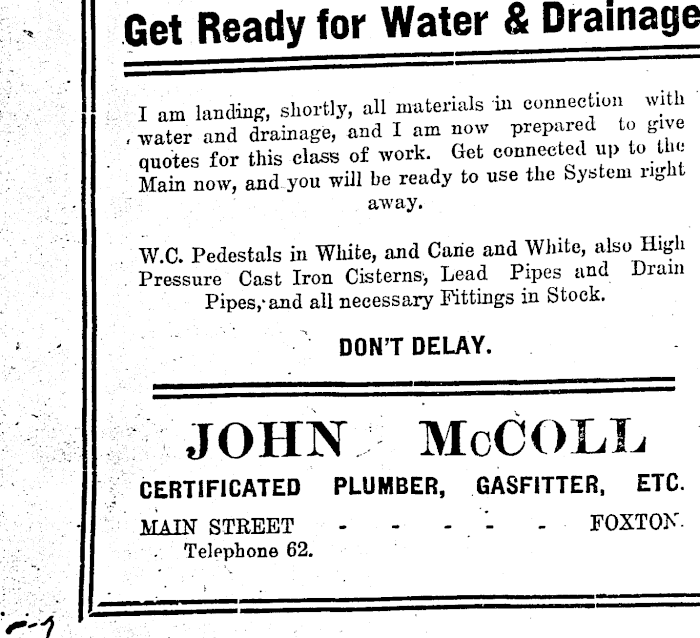 Get Ready for Water & Drainage
I am landing, shortly, all materials in connection with
water and drainage, and I am now prepared to give
quotes for this class of work. Get connected up to the
Main now, and you will be ready to use the System right
away.
W.C. Pedestals in White, and Cane and White, also High
Pressure Cast Iron Cisterns, Lead Pipes and Drain
Pipes, and all necessary Fittings in Stock.
DON'T DELAY.
JOHN McCOLL
CERTIFICATED PLUMBER, GASFITTER, ETC.
MAIN STREET - - - - - FOXTON.
Telephone 62.